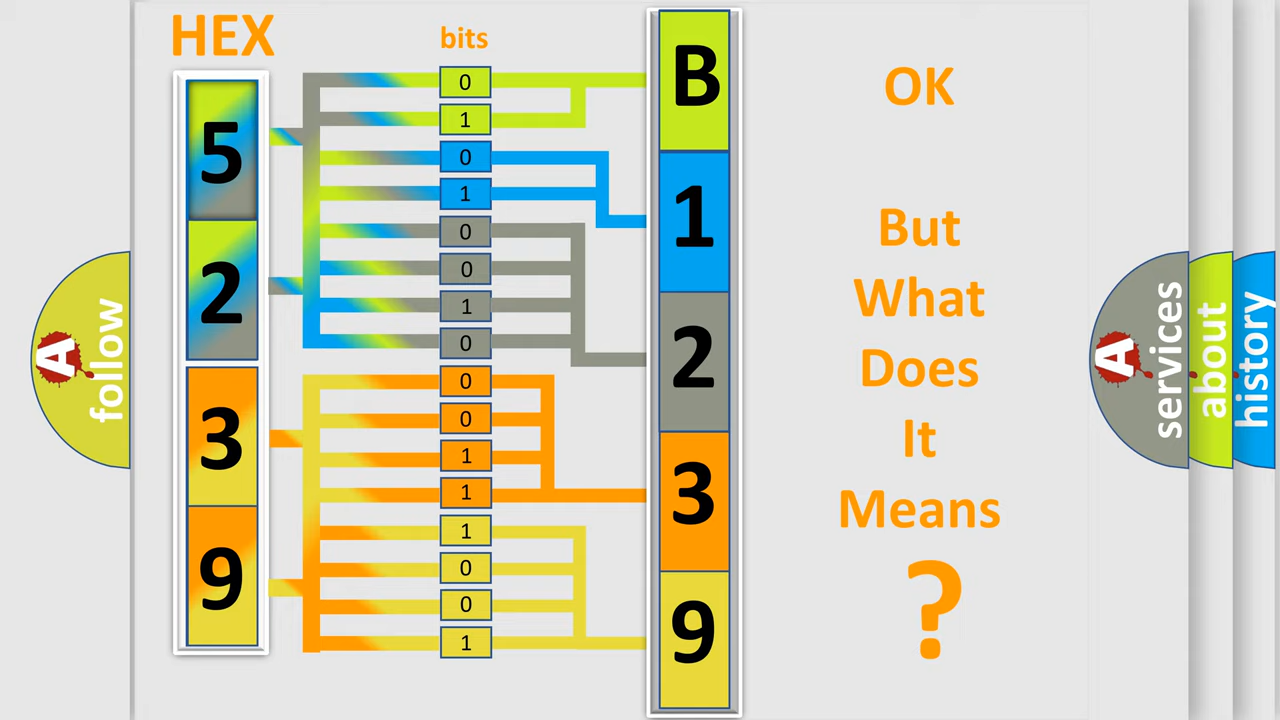 HEX
bits
5
2
3
9
0
1
0
1
0
0
1
0
0
0
1
1
1
0
0
1
B
1
2
3
9
OK
But
What
Does
It
Means
?
A
follow
A
services
about
history